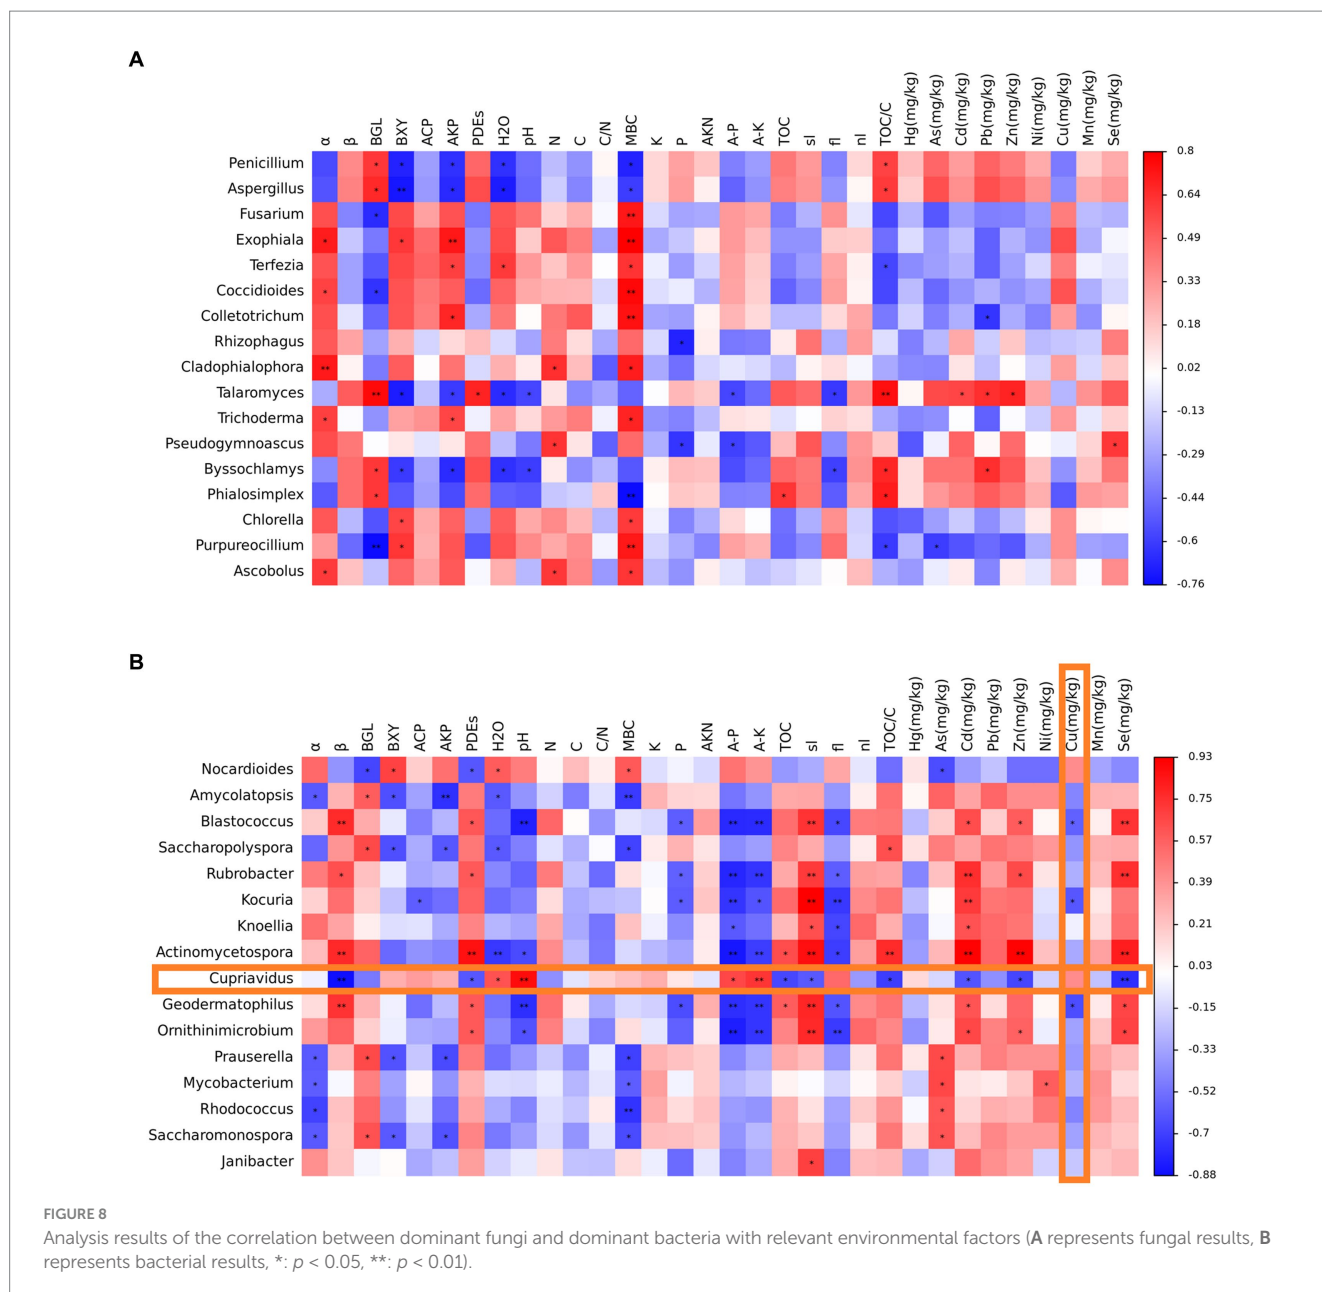 A
α β BGL BXY ACP AKP PDEs H2O pH N C C/N MBC K P AKN A-P A-K TOC sl fl nl TOC/C Hg(mg/kg) As(mg/kg) Cd(mg/kg) Pb(mg/kg) Zn(mg/kg) Ni(mg/kg) Cu(mg/kg) Mn(mg/kg) Se(mg/kg)
Penicillium * * * * * *
Aspergillus * ** * * * *
Fusarium * **
Exophiala * * ** **
Terfezia * * * *
Coccidioides * * **
Colletotrichum * ** *
Rhizophagus *
Cladophialophora ** * *
Talaromyces ** * * * * * * * ** * * *
Trichoderma * * *
Pseudogymnoascus * * * *
Byssochlamys * * * * * * * *
Phialosimplex * ** * *
Chlorella * *
Purpureocillium ** * ** * *
Ascobolus * * *
0.8
0.64
0.49
0.33
0.18
0.02
-0.13
-0.29
-0.44
-0.6
-0.76
B
α β BGL BXY ACP AKP PDEs H2O pH N C C/N MBC K P AKN A-P A-K TOC sl fl nl TOC/C Hg(mg/kg) As(mg/kg) Cd(mg/kg) Pb(mg/kg) Zn(mg/kg) Ni(mg/kg) Cu(mg/kg) Mn(mg/kg) Se(mg/kg)
Nocardioides * * * * * *
Amycolatopsis * * * ** * **
Blastococcus ** * ** * ** ** ** * * * * **
Saccharopolyspora * * * * * *
Rubrobacter * * * ** ** ** * ** * **
Kocuria * * ** * ** ** ** *
Knoellia * * *
Actinomycetospora ** ** ** * ** ** * ** * ** ** ** **
Cupriavidus ** * * ** * ** * * * * * **
Geodermatophilus ** * ** * ** ** * ** * * * *
Ornithinimicrobium * * ** ** ** ** * * *
Prauserella * * * * * *
Mycobacterium * * * *
Rhodococcus * ** *
Saccharomonospora * * * * * *
Janibacter *
0.93
0.75
0.57
0.39
0.21
0.03
-0.15
-0.33
-0.52
-0.7
-0.88
FIGURE 8
Analysis results of the correlation between dominant fungi and dominant bacteria with relevant environmental factors (A represents fungal results, B
represents bacterial results, *: p < 0.05, **: p < 0.01).